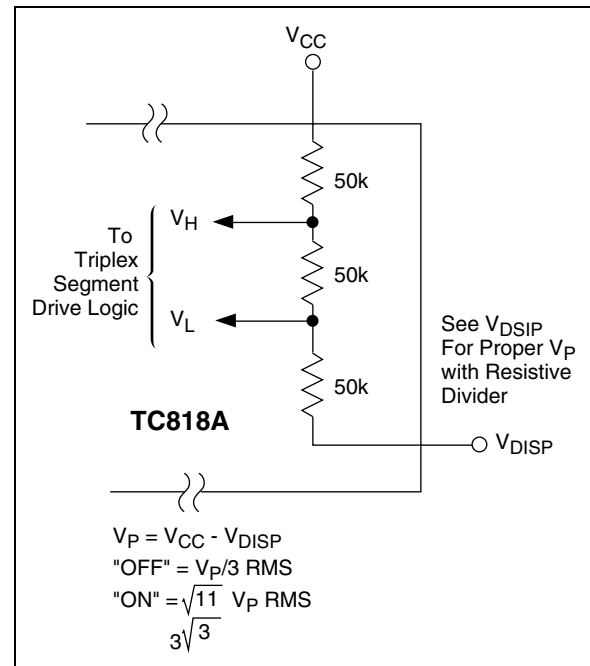 VCC
50k
VH
To
Triplex
Segment
Drive Logic
50k
VL
See VDSIP
For Proper VP
with Resistive
Divider
50k
TC818A
VDISP
VP = VCC - VDISP
"OFF" = VP/3 RMS
"ON" = √11 VP RMS
3√3